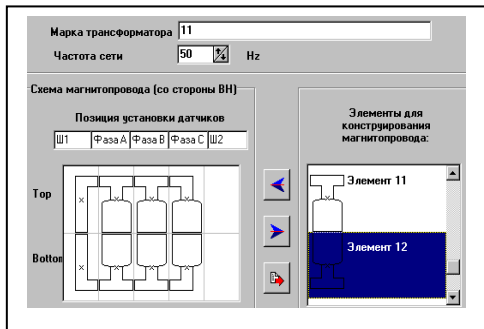 Марка трансформатора 11
Частота сети 50 Hz
Схема магнитопровода (со стороны ВН)
Позиция установки датчиков
Ш1 Фаза A Фаза B Фаза C Ш2
Top
Bottom
Элементы для
конструирования
магнитопровода:
Элемент 11
Элемент 12